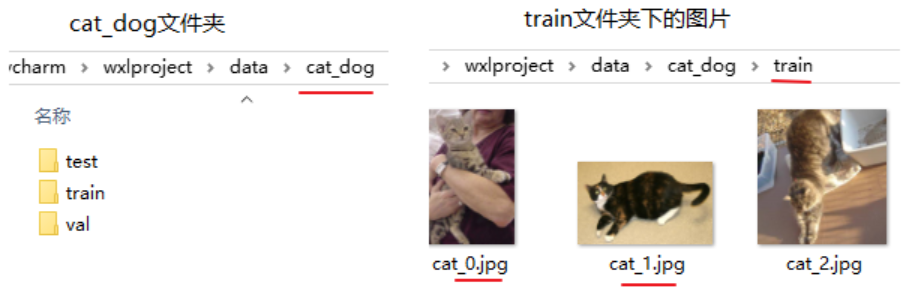 cat_dog文件夹
ycharm > wxlproject > data > cat_dog
名称
test
train
val
train文件夹下的图片
> wxlproject > data > cat_dog > train
cat_0.jpg
cat_1.jpg
cat_2.jpg